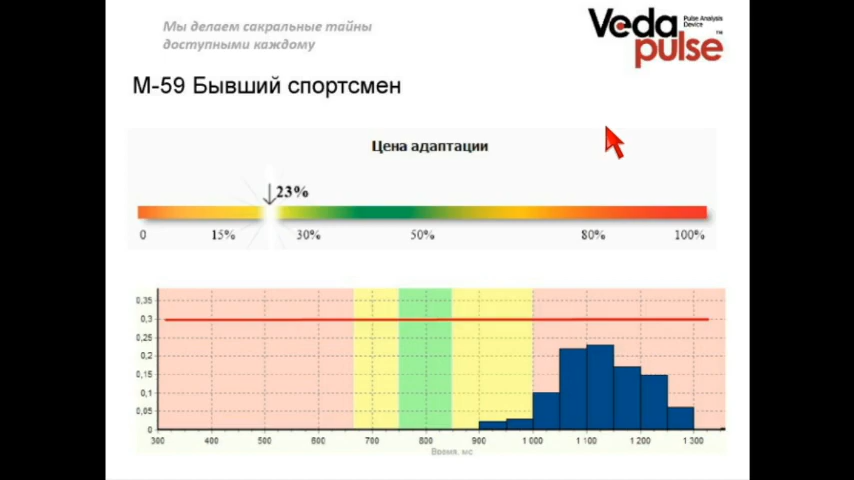 Мы делаем сакральные тайны
доступными каждому
Veda Pulse Analysis
Device
pulse™
М-59 Бывший спортсмен
Цена адаптации
23%
0 15% 30% 50% 80% 100%
0,35
0,3
0,25
0,2
0,15
0,1
0,05
0
300 400 500 600 700 800 900 1 000 1 100 1 200 1 300
Время, мс